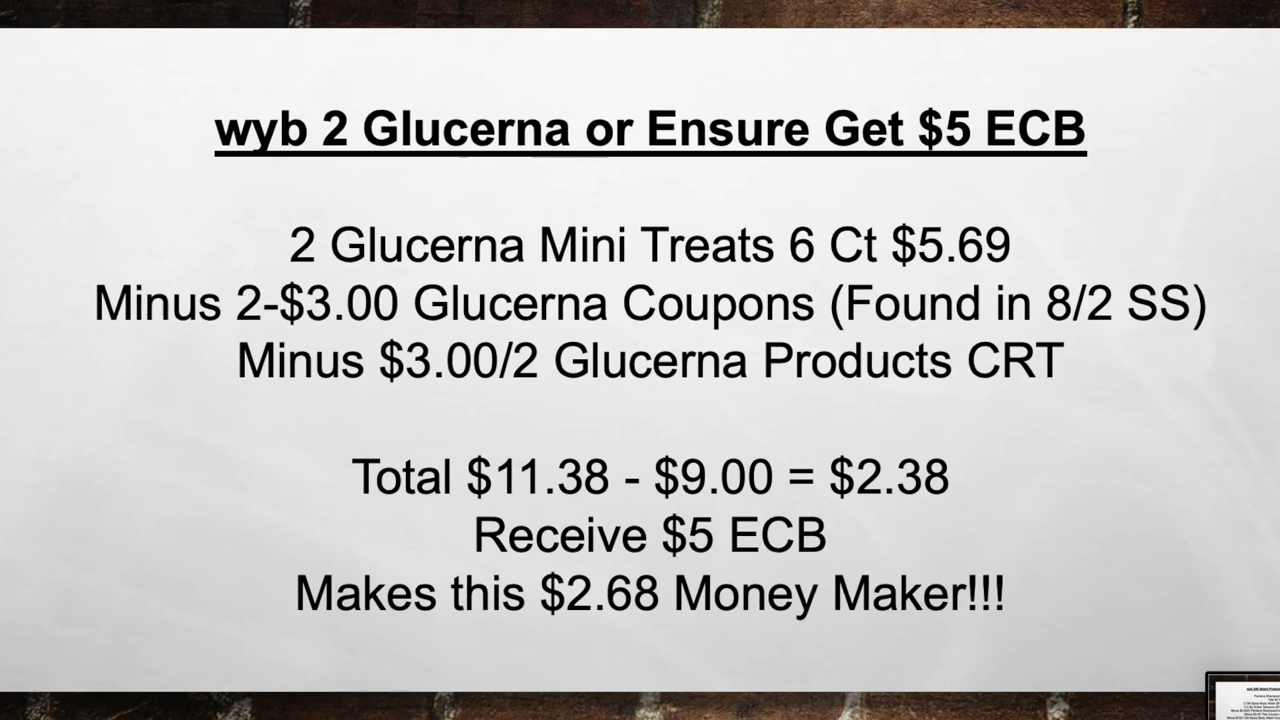 wyb 2 Glucerna or Ensure Get $5 ECB
2 Glucerna Mini Treats 6 Ct $5.69
Minus 2-$3.00 Glucerna Coupons (Found in 8/2 SS)
Minus $3.00/2 Glucerna Products CRT
Total $11.38 - $9.00 = $2.38
Receive $5 ECB
Makes this $2.68 Money Maker!!!